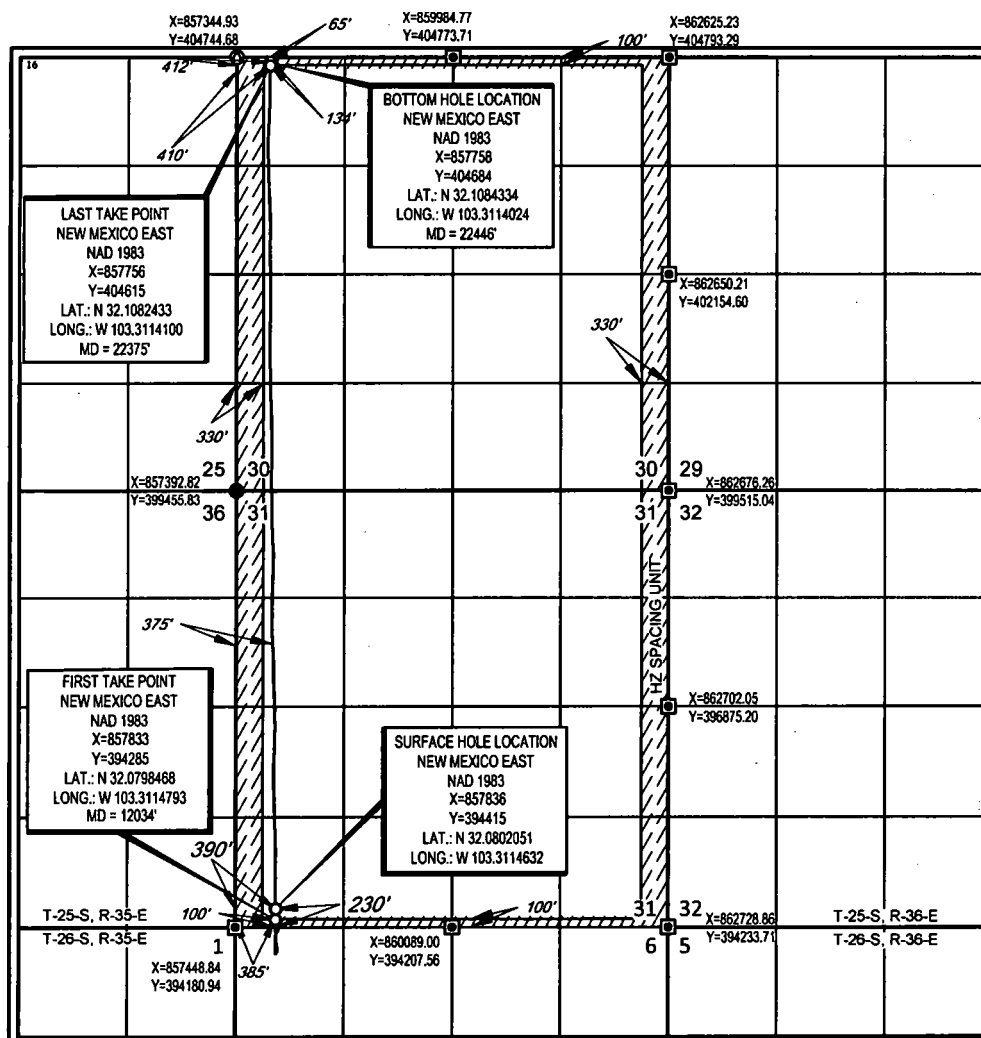 X=857344.93
Y=404744.68
65'
X=859984.77
Y=404773.71
100'
X=862625.23
Y=404793.29
16
412'
134'
410'
BOTTOM HOLE LOCATION
NEW MEXICO EAST
NAD 1983
X=857758
Y=404684
LAT.: N 32.1084334
LONG.: W 103.3114024
MD = 22446'
LAST TAKE POINT
NEW MEXICO EAST
NAD 1983
X=857756
Y=404615
LAT.: N 32.1082433
LONG.: W 103.3114100
MD = 22375'
X=862650.21
Y=402154.60
330'
330'
25 30
X=857392.82
Y=399455.83
36 31
30 29
X=862676.26
Y=399515.04
31 32
HZ SPACING UNIT
375'
FIRST TAKE POINT
NEW MEXICO EAST
NAD 1983
X=857833
Y=394285
LAT.: N 32.0798468
LONG.: W 103.3114793
MD = 12034'
X=862702.05
Y=396875.20
SURFACE HOLE LOCATION
NEW MEXICO EAST
NAD 1983
X=857836
Y=394415
LAT.: N 32.0802051
LONG.: W 103.3114632
390'
T-25-S, R-35-E
100'
230'
100'
31 32
X=862728.86
Y=394233.71
T-25-S, R-36-E
T-26-S, R-35-E
1
385'
X=857448.84
Y=394180.94
X=860089.00
Y=394207.56
6 5
T-26-S, R-36-E